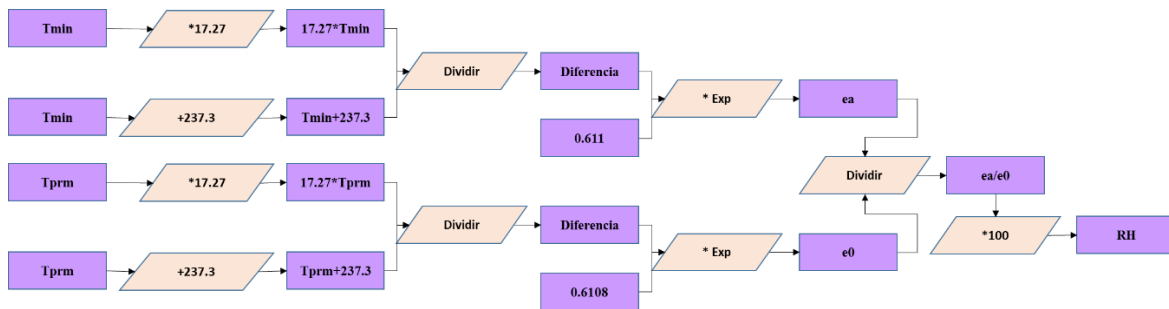 Tmin
*17.27
17.27*Tmin
Dividir
Diferencia
* Exp
ea
Tmin
+237.3
Tmin+237.3
0.611
Tprm
*17.27
17.27*Tprm
Dividir
ea/e0
Dividir
Diferencia
* Exp
e0
*100
RH
Tprm
+237.3
Tprm+237.3
0.6108